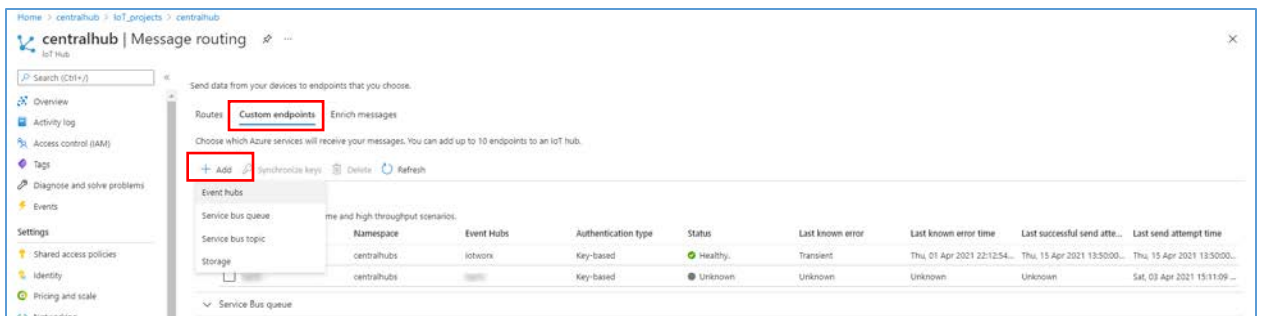 Home > centralhub > IoT_projects > centralhub
centralhub | Message routing
IoT Hub
Search (Ctrl+/)
Overview
Activity log
Access control (IAM)
Tags
Diagnose and solve problems
Events
Settings
Shared access policies
Identity
Pricing and scale
Send data from your devices to endpoints that you choose.
Routes Custom endpoints Enrich messages
Choose which Azure services will receive your messages. You can add up to 10 endpoints to an IoT hub.
Add Synchronize keys Delete Refresh
Event hubs
Service bus queue
Service bus topic
Storage
me and high throughput scenarios.
Namespace Event Hubs Authentication type Status Last known error Last known error time Last successful send atte... Last send attempt time
centralhubs iotworx Key-based Healthy. Transient Thu, 01 Apr 2021 22:12:54... Thu, 15 Apr 2021 13:50:00... Thu, 15 Apr 2021 13:50:00...
centralhubs Key-based Unknown Unknown Unknown Unknown Sat, 03 Apr 2021 15:11:09 ...
Service Bus queue